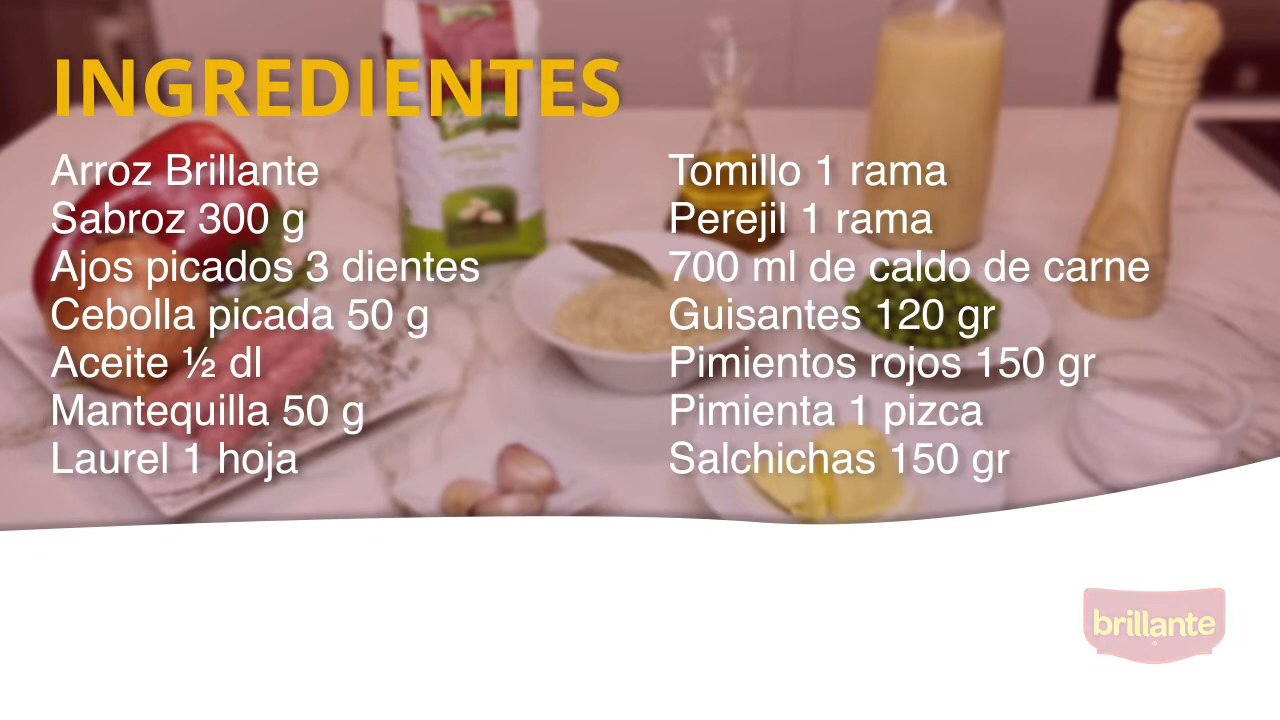 INGREDIENTES
Arroz Brillante
Sabroz 300 g
Ajos picados 3 dientes
Cebolla picada 50 g
Aceite ½ dl
Mantequilla 50 g
Laurel 1 hoja
Tomillo 1 rama
Perejil 1 rama
700 ml de caldo de carne
Guisantes 120 gr
Pimientos rojos 150 gr
Pimienta 1 pizca
Salchichas 150 gr
brillante